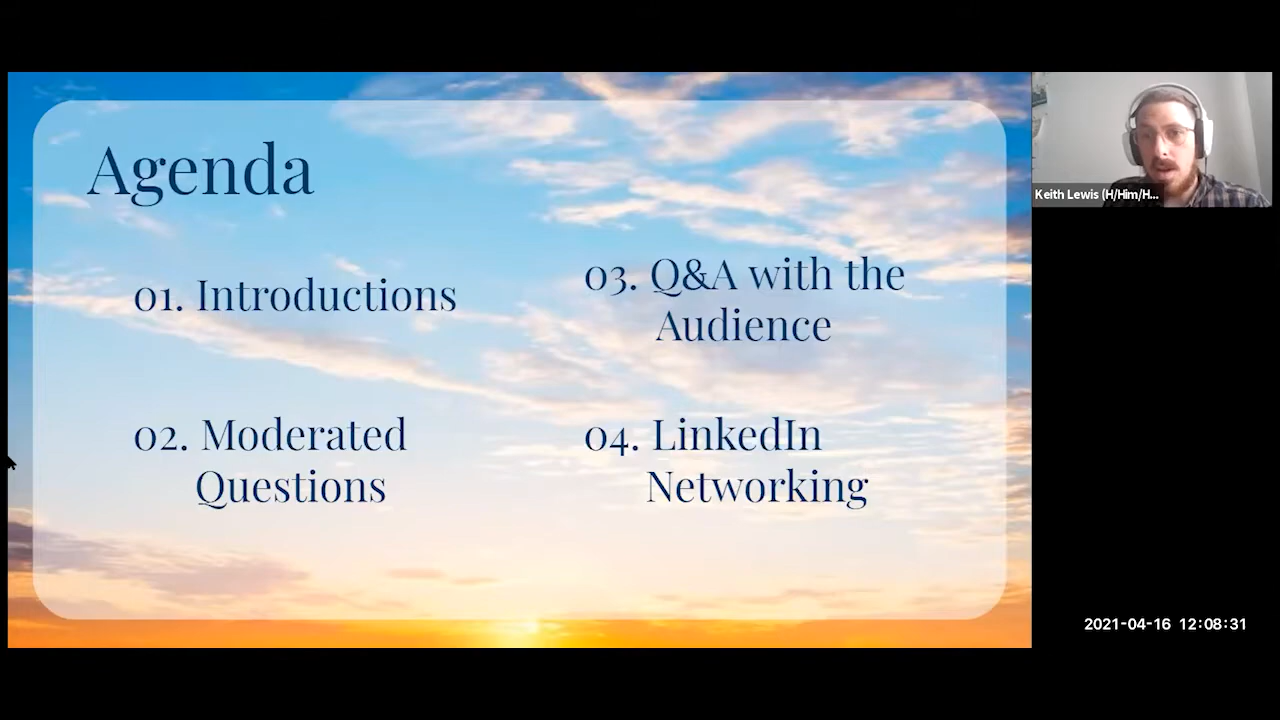 Agenda
01. Introductions
02. Moderated
Questions
03. Q&A with the
Audience
04. LinkedIn
Networking
Keith Lewis (H/Him/H...
2021-04-16 12:08:31